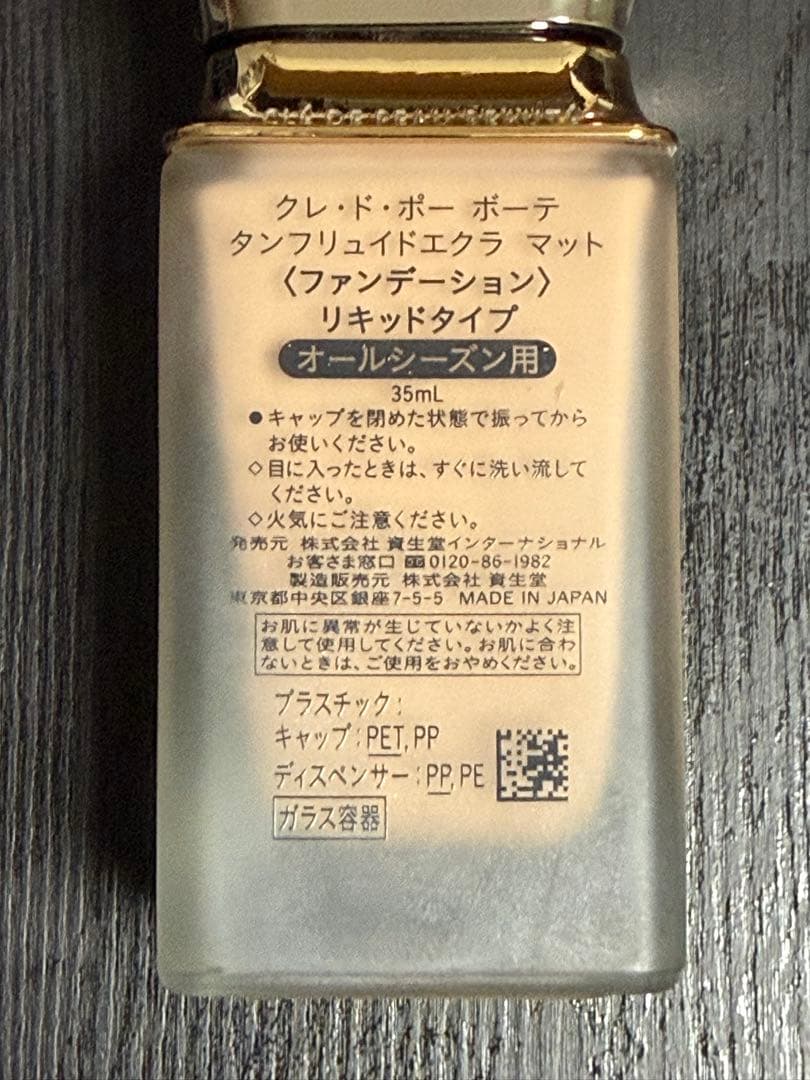 CLÉ DE PEAU BEAUTÉ
クレ・ド・ポー ボーテ
タンフリュイドエクラ マット
〈ファンデーション〉
リキッドタイプ
オールシーズン用
35mL
●キャップを閉めた状態で振ってから
お使いください。
◇目に入ったときは、すぐに洗い流して
ください。
◇火気にご注意ください。
発売元 株式会社 資生堂インターナショナル
お客さま窓口 0120-86-1982
製造販売元 株式会社 資生堂
東京都中央区銀座7-5-5 MADE IN JAPAN
お肌に異常が生じていないかよく注
意して使用してください。お肌に合わ
ないときは、ご使用をおやめください。
プラスチック:
キャップ:PET,PP
ディスペンサー:PP,PE
ガラス容器